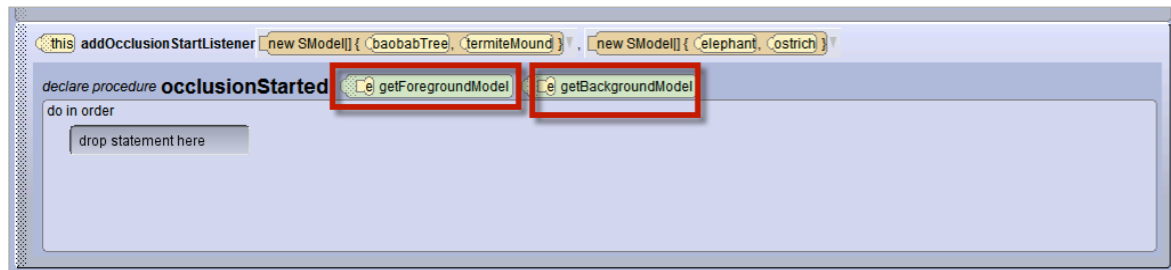 this addOcclusionStartListener new SModel[] { baobabTree, termiteMound } , new SModel[] { elephant, ostrich }
declare procedure occlusionStarted e getForegroundModel e getBackgroundModel
do in order
drop statement here